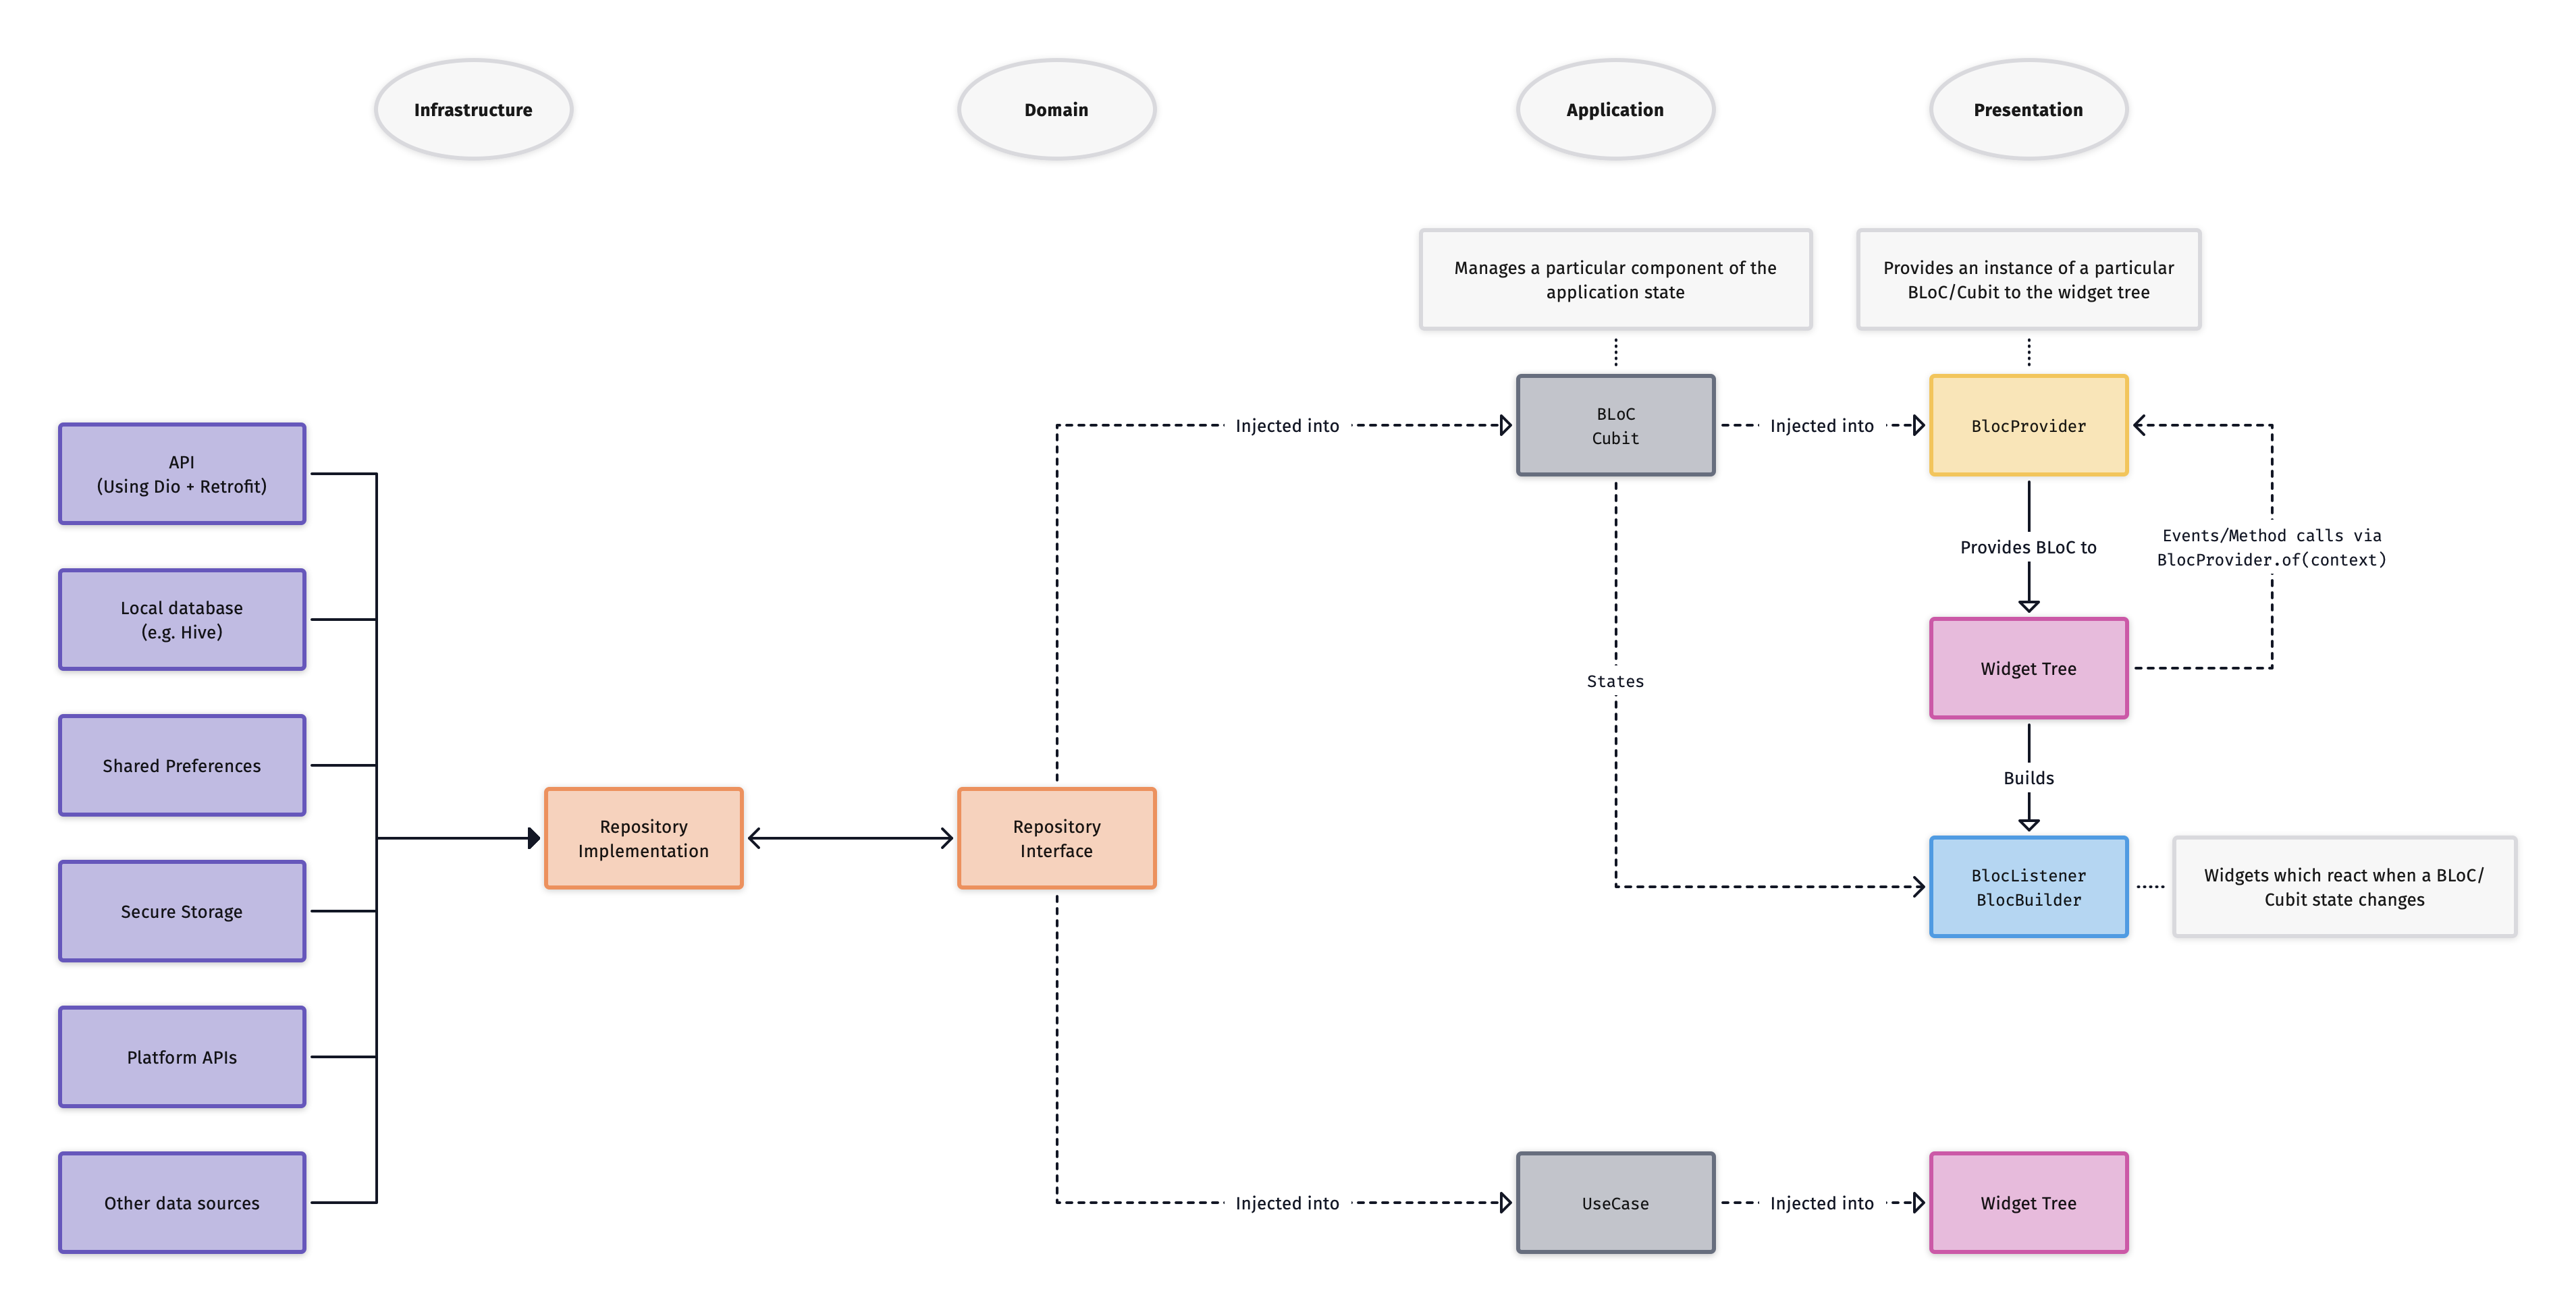 Infrastructure
Domain
Application
Presentation
Manages a particular component of the
application state
Provides an instance of a particular
BLoC/Cubit to the widget tree
API
(Using Dio + Retrofit)
Local database
(e.g. Hive)
Shared Preferences
Secure Storage
Platform APIs
Other data sources
Repository
Implementation
Repository
Interface
Injected into
BLoC
Cubit
Injected into
BlocProvider
Provides BLoC to
Events/Method calls via
BlocProvider.of(context)
States
Widget Tree
Builds
BlocListener
BlocBuilder
Widgets which react when a BLoC/
Cubit state changes
Injected into
UseCase
Injected into
Widget Tree